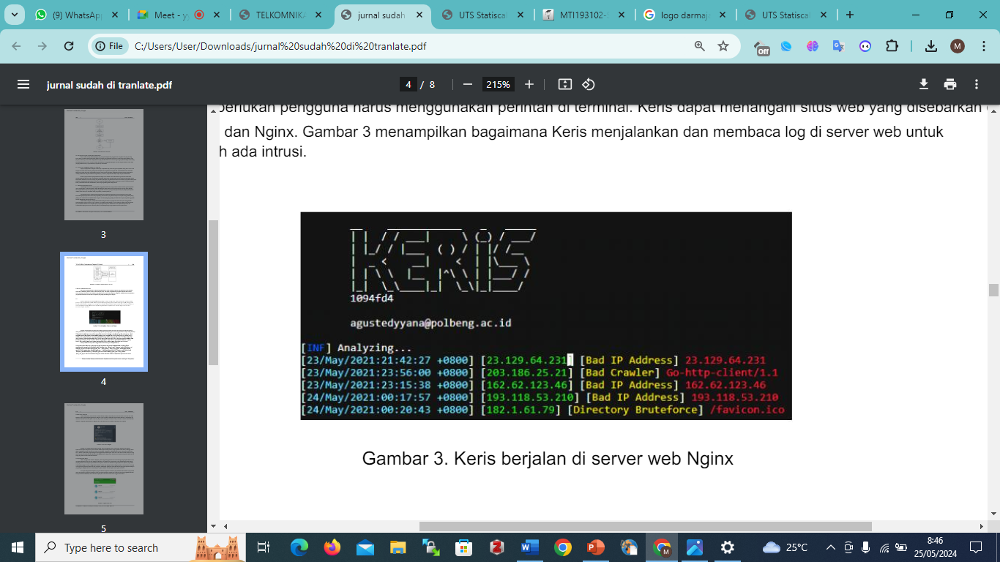 (9) WhatsAp
Meet - yy
TELKOMNIKA
jurnal sudah
UTS Statiscal
MTI193102-S
logo darmaja
UTS Statiscal
File
C:/Users/User/Downloads/jurnal%20sudah%20di%20tranlate.pdf
Off
M
jurnal sudah di tranlate.pdf
4 / 8
215%
3
4
5
perlukan pengguna harus menggunakan perintah di terminal. Keris dapat menangani situs web yang disebarkan
dan Nginx. Gambar 3 menampilkan bagaimana Keris menjalankan dan membaca log di server web untuk
h ada intrusi.
KERiS
1094fd4
agustedyyana@polbeng.ac.id
[INF] Analyzing...
[23/May/2021:21:42:27 +0800] [23.129.64.231] [Bad IP Address] 23.129.64.231
[23/May/2021:23:56:00 +0800] [203.186.25.21] [Bad Crawler] Go-http-client/1.1
[23/May/2021:23:15:38 +0800] [162.62.123.46] [Bad IP Address] 162.62.123.46
[24/May/2021:00:17:57 +0800] [193.118.53.210] [Bad IP Address] 193.118.53.210
[24/May/2021:00:20:43 +0800] [182.1.61.79] [Directory Bruteforce] /favicon.ico
Gambar 3. Keris berjalan di server web Nginx
Type here to search
25°C
8:46
25/05/2024